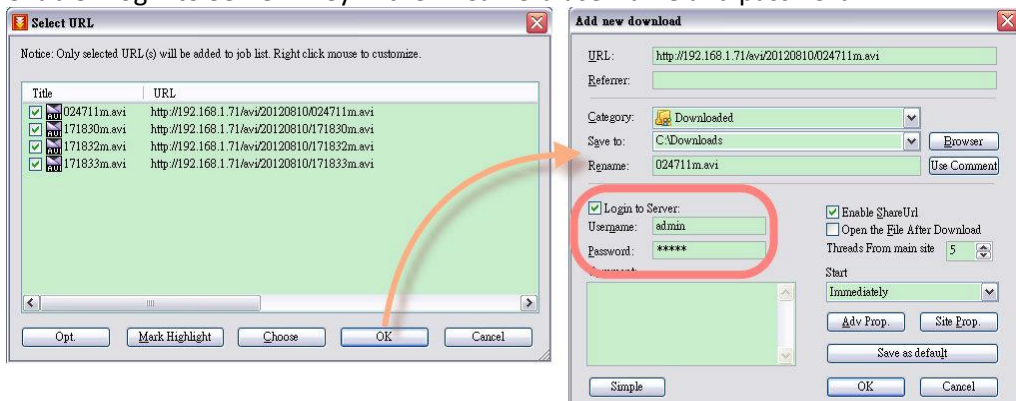 Select URL
Notice: Only selected URL(s) will be added to job list. Right click mouse to customize.
Title URL
024711m.avi http://192.168.1.71/avi/20120810/024711m.avi
171830m.avi http://192.168.1.71/avi/20120810/171830m.avi
171832m.avi http://192.168.1.71/avi/20120810/171832m.avi
171833m.avi http://192.168.1.71/avi/20120810/171833m.avi
Opt. Mark Highlight Choose OK Cancel
Add new download
URL: http://192.168.1.71/avi/20120810/024711m.avi
Referrer:
Category: Downloaded
Save to: C:\Downloads Browser
Rename: 024711m.avi Use Comment
Login to Server:
Username: admin
Password: *****
Enable ShareUrl
Open the File After Download
Threads From main site 5
Start
Immediately
Adv Prop. Site Prop.
Save as default
Simple OK Cancel